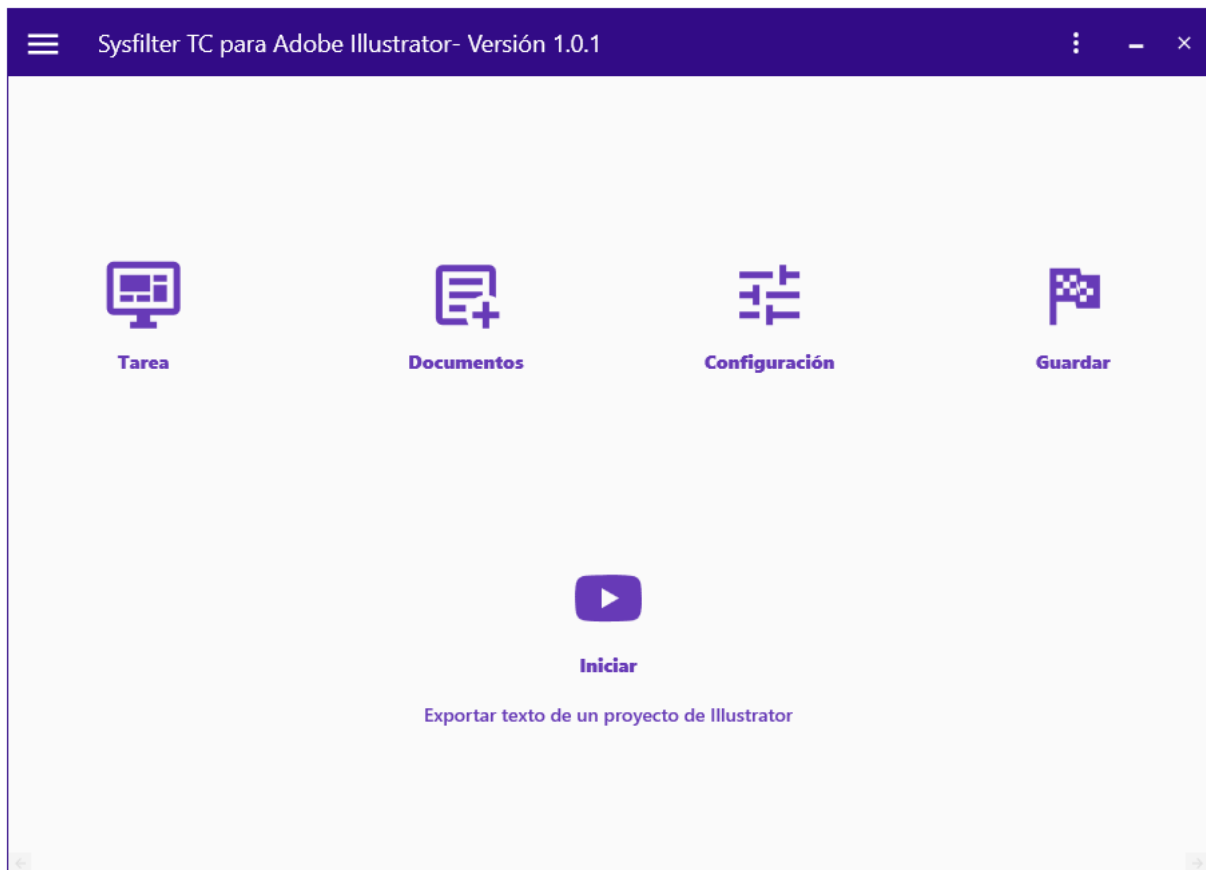 Sysfilter TC para Adobe Illustrator- Versión 1.0.1
Tarea
Documentos
Configuración
Guardar
Iniciar
Exportar texto de un proyecto de Illustrator